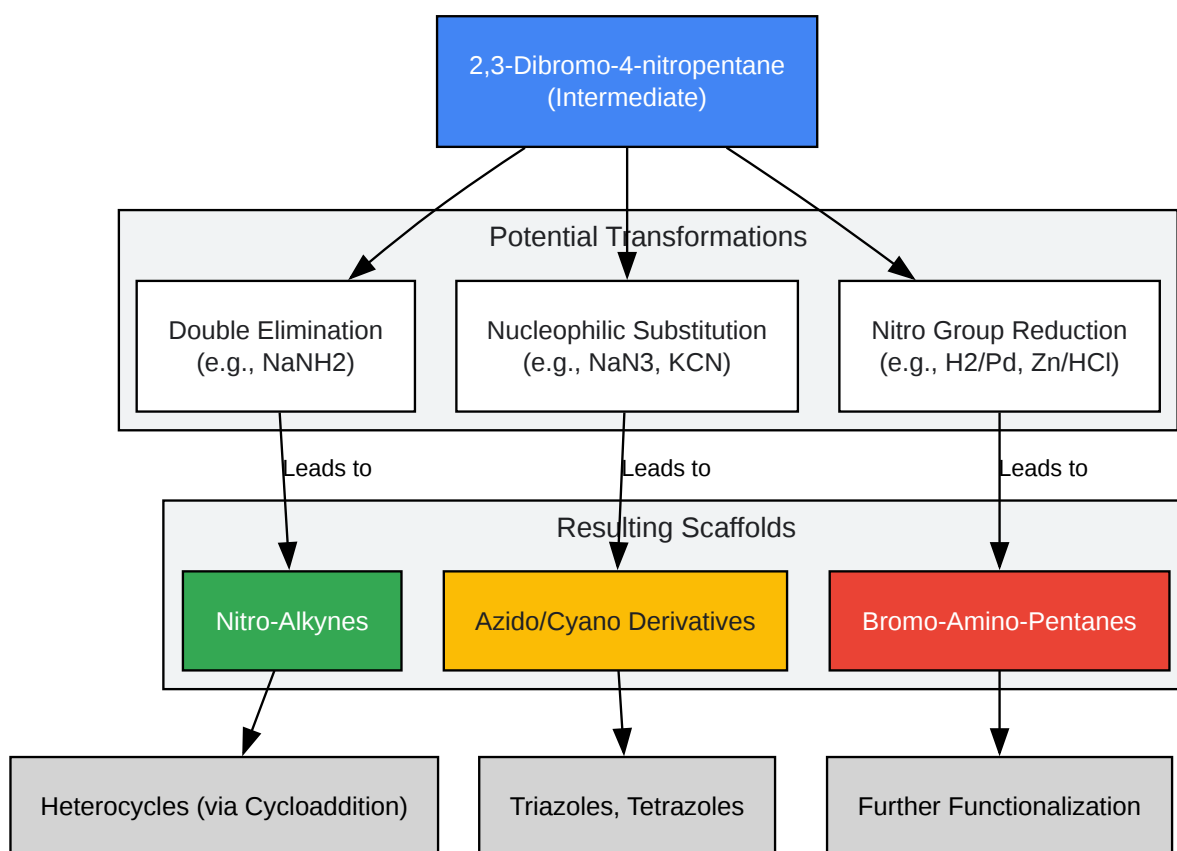 2,3-Dibromo-4-nitropentane
(Intermediate)
Potential Transformations
Double Elimination
(e.g., NaNH2)
Nucleophilic Substitution
(e.g., NaN3, KCN)
Nitro Group Reduction
(e.g., H2/Pd, Zn/HCl)
Leads to
Leads to
Leads to
Resulting Scaffolds
Nitro-Alkynes
Azido/Cyano Derivatives
Bromo-Amino-Pentanes
Heterocycles (via Cycloaddition)
Triazoles, Tetrazoles
Further Functionalization